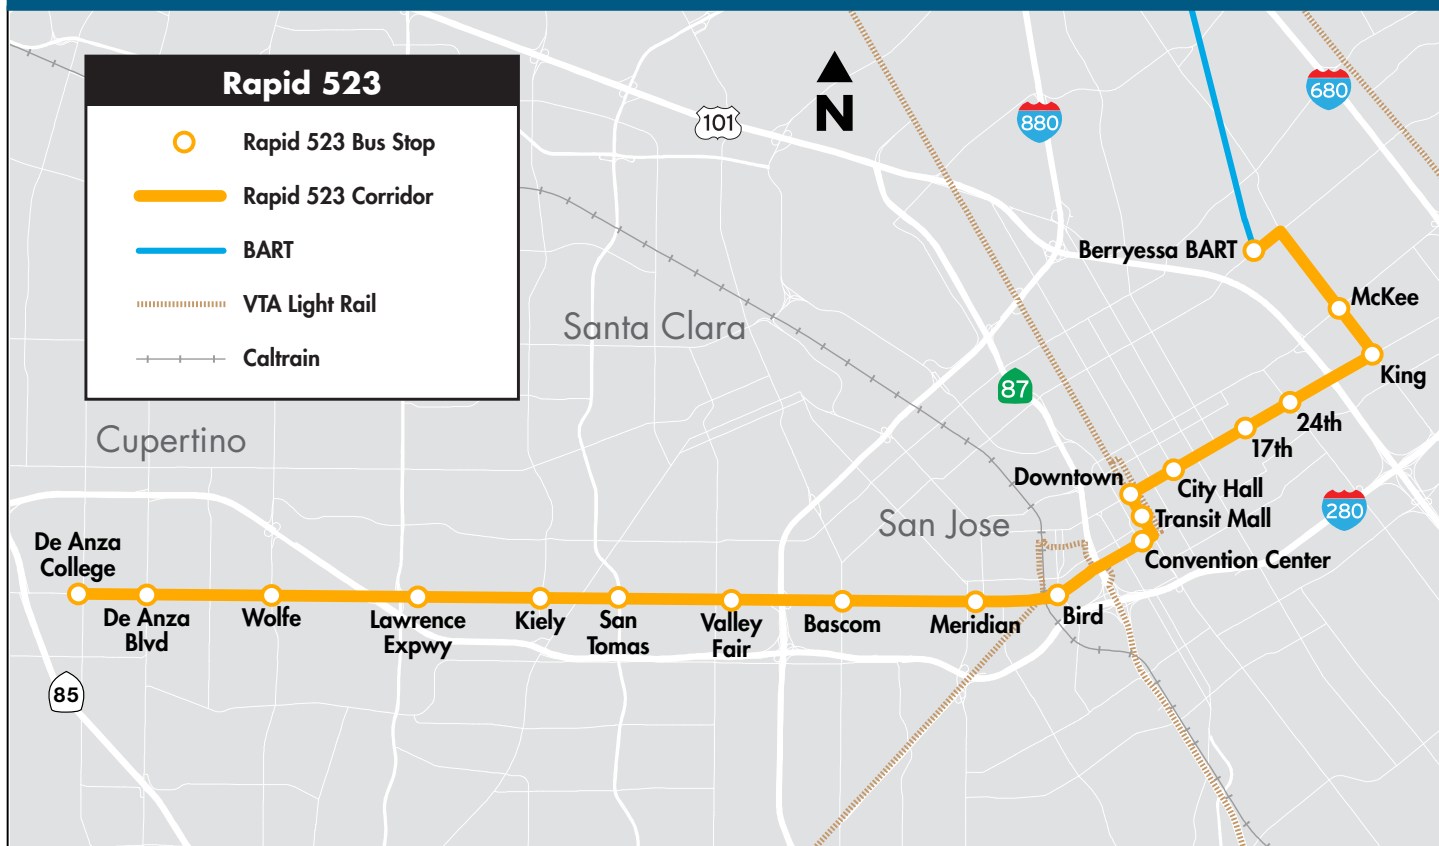 Rapid 523
Rapid 523 Bus Stop
Rapid 523 Corridor
BART
VTA Light Rail
Caltrain
N
101
880
680
87
280
85
Santa Clara
Cupertino
San Jose
Berryessa BART
McKee
King
24th
17th
City Hall
Downtown
Transit Mall
Convention Center
Bird
Meridian
Bascom
Valley
Fair
San
Tomas
Kiely
Lawrence
Expwy
Wolfe
De Anza
Blvd
De Anza
College